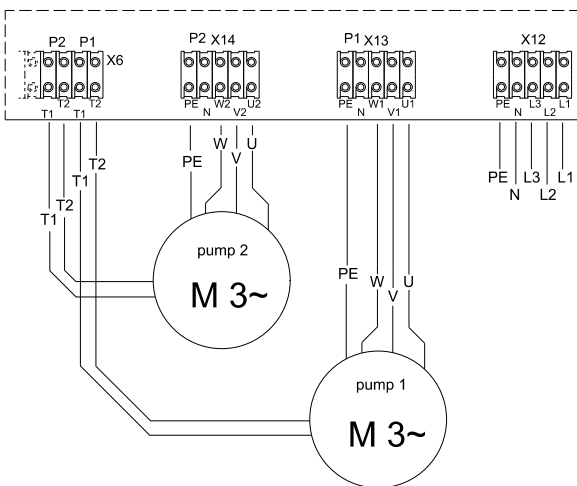 P2 P1
X6
T1 T2 T1 T2
P2 X14
PE N W2 V2 U2
P1 X13
PE N W1 V1 U1
X12
PE N L3 L2 L1
T1 T2 T1 T2
PE W V U
PE W V U
PE N L3 L2 L1
pump 2
M 3~
pump 1
M 3~